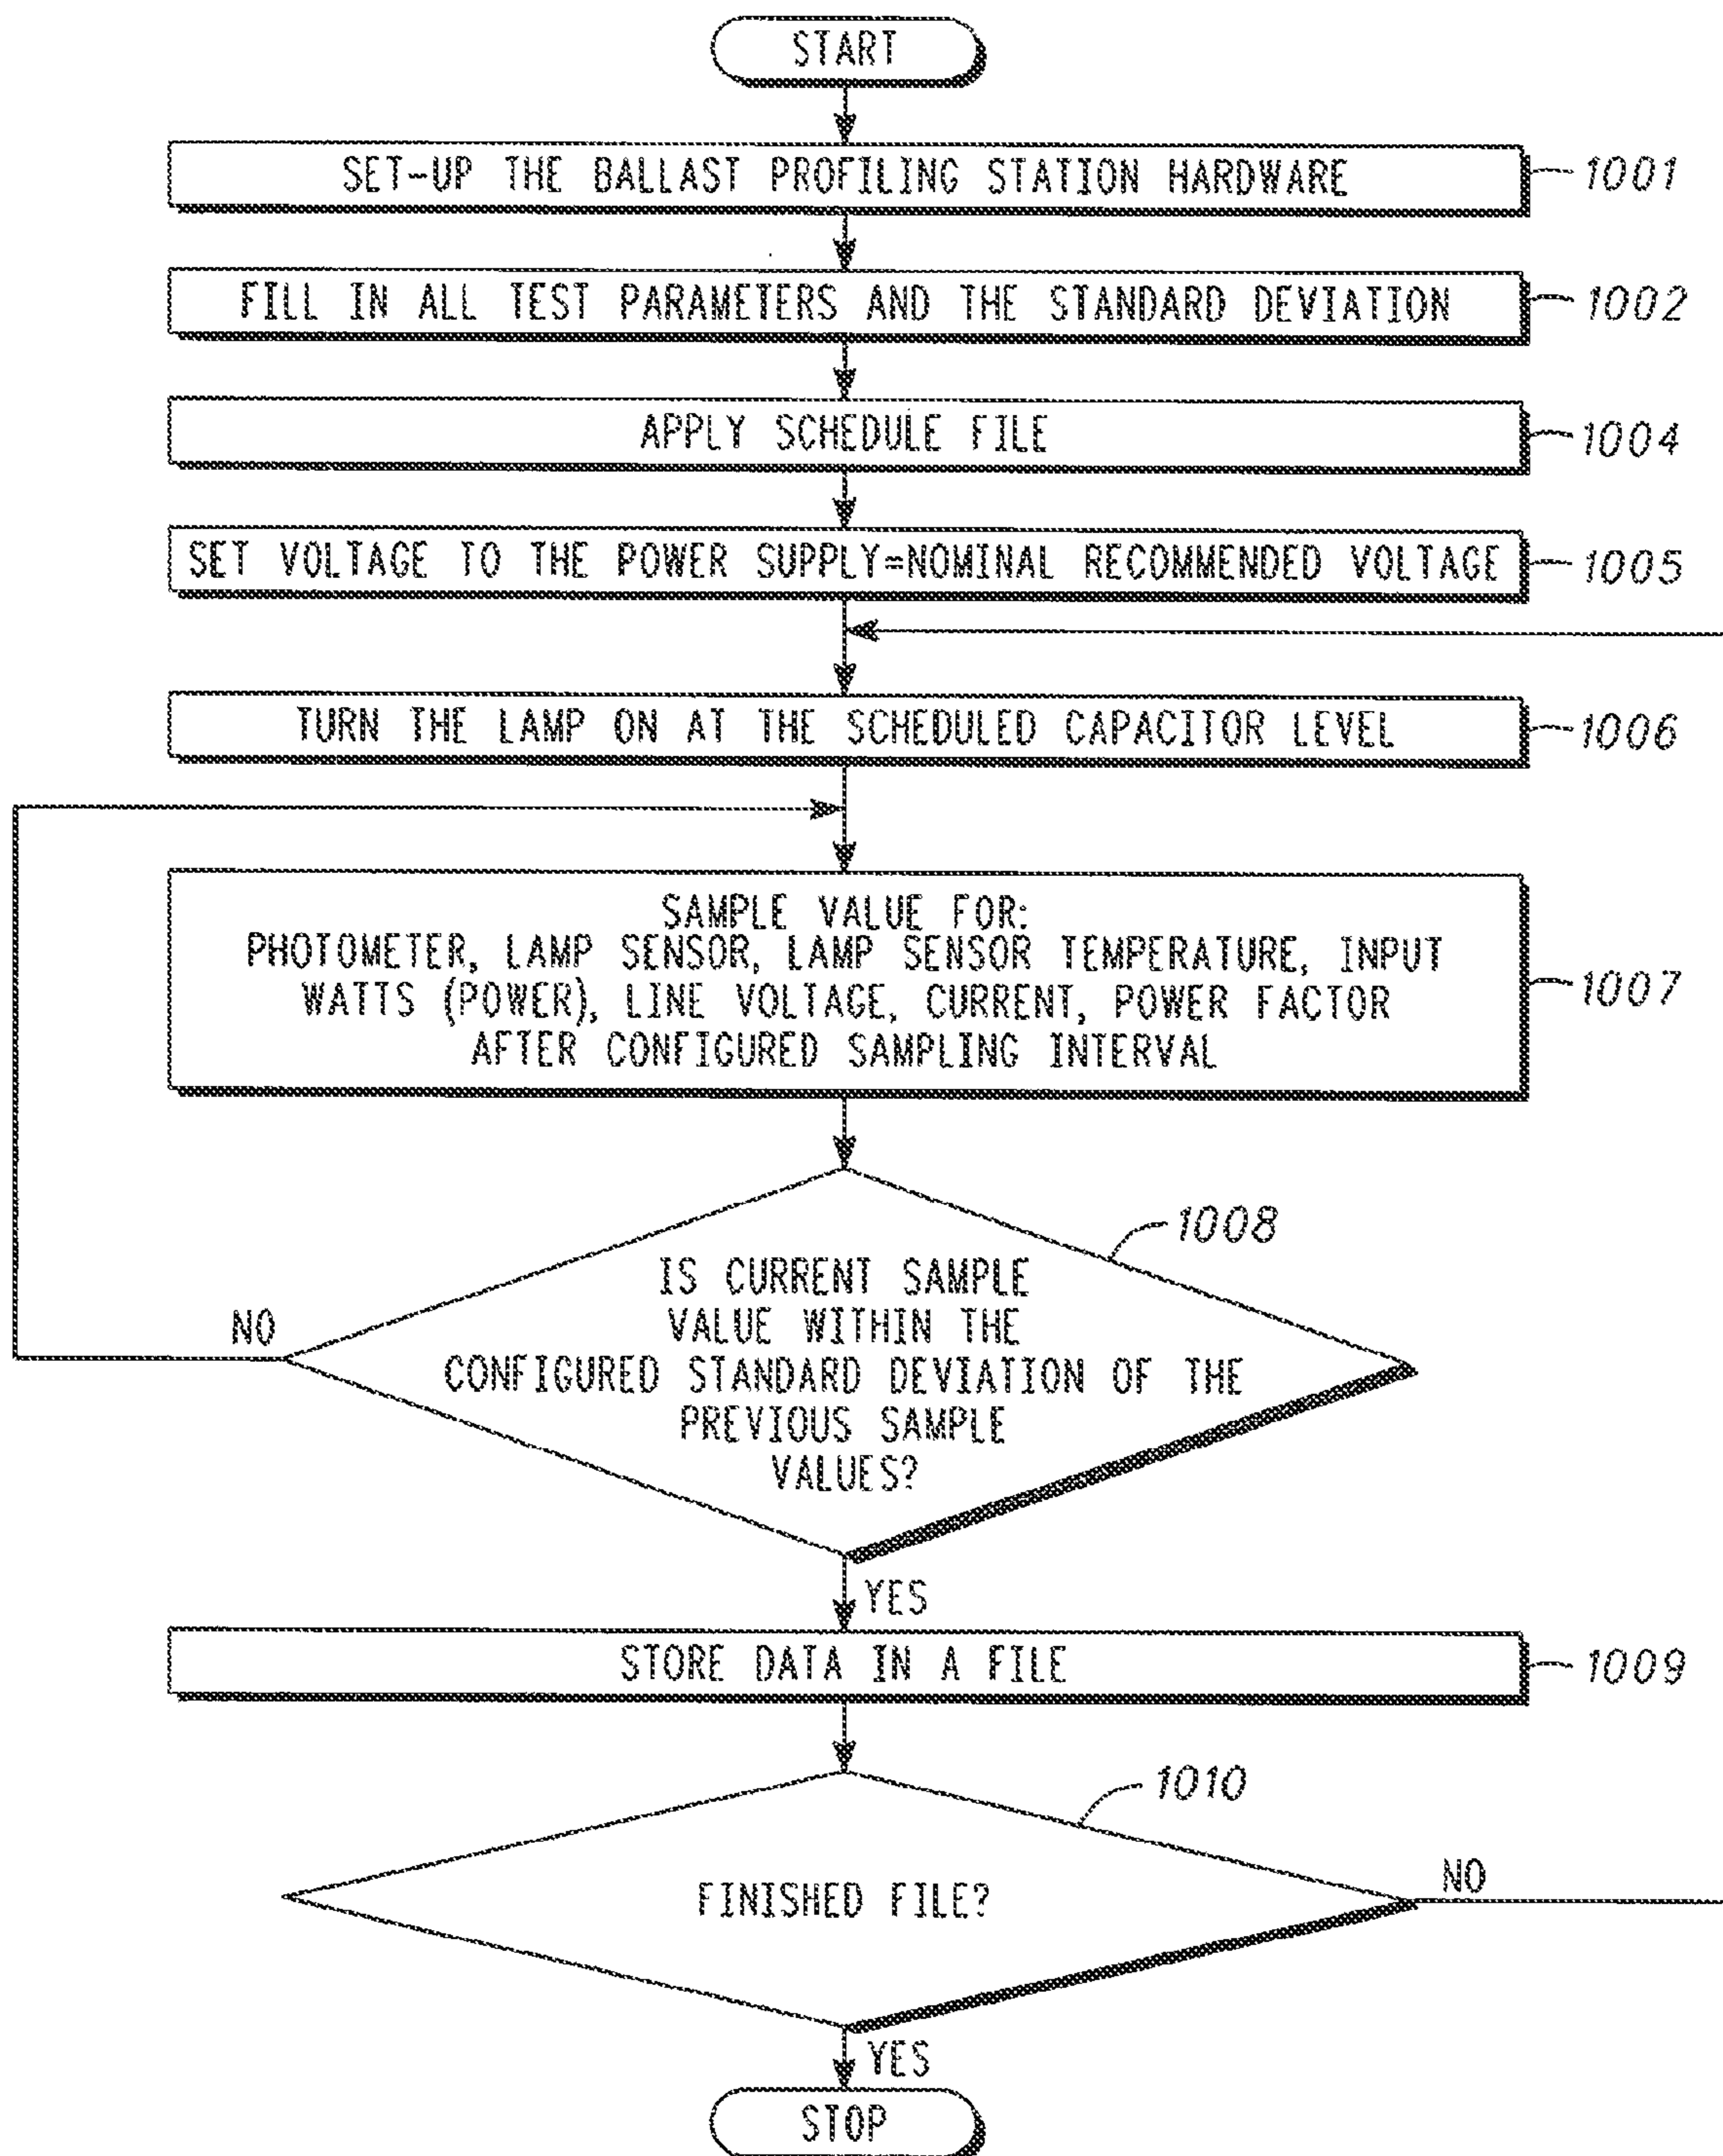 START
SET-UP THE BALLAST PROFILING STATION HARDWARE
1001
FILL IN ALL TEST PARAMETERS AND THE STANDARD DEVIATION
1002
APPLY SCHEDULE FILE
1004
SET VOLTAGE TO THE POWER SUPPLY=NOMINAL RECOMMENDED VOLTAGE
1005
TURN THE LAMP ON AT THE SCHEDULED CAPACITOR LEVEL
1006
SAMPLE VALUE FOR:
PHOTOMETER, LAMP SENSOR, LAMP SENSOR TEMPERATURE, INPUT
WATTS (POWER), LINE VOLTAGE, CURRENT, POWER FACTOR
AFTER CONFIGURED SAMPLING INTERVAL
1007
1008
IS CURRENT SAMPLE
VALUE WITHIN THE
CONFIGURED STANDARD DEVIATION OF THE
PREVIOUS SAMPLE
VALUES?
NO
YES
STORE DATA IN A FILE
1009
1010
FINISHED FILE?
NO
YES
STOP